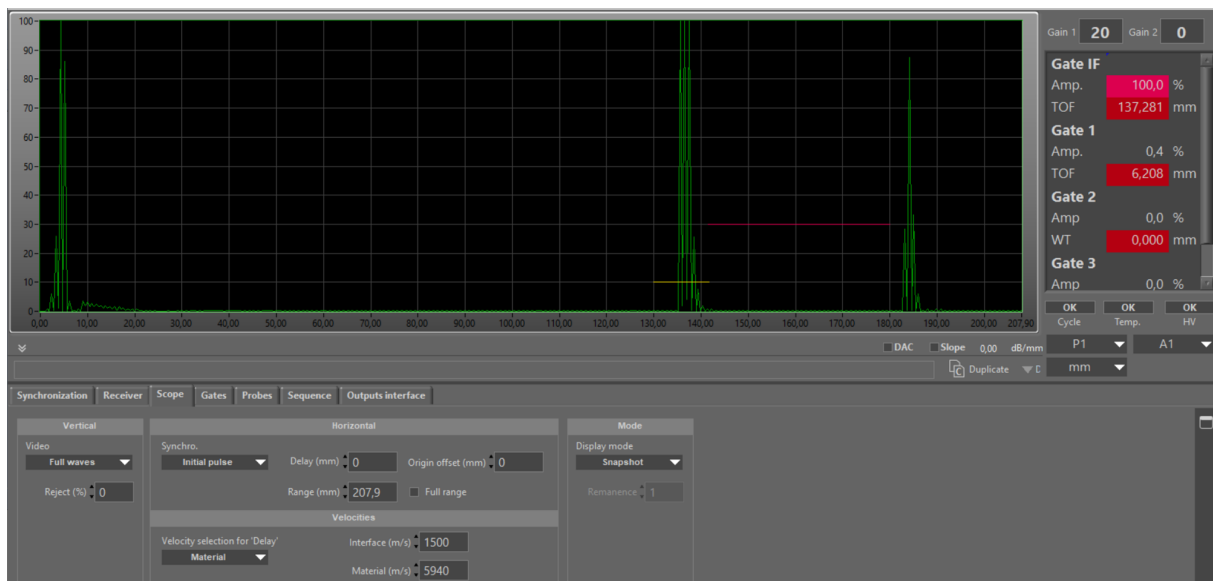 100
90
80
70
60
50
40
30
20
10
0
0,00 10,00 20,00 30,00 40,00 50,00 60,00 70,00 80,00 90,00 100,00 110,00 120,00 130,00 140,00 150,00 160,00 170,00 180,00 190,00 200,00 207,90
Gain 1 20 Gain 2 0
Gate IF
Amp. 100,0 %
TOF 137,281 mm
Gate 1
Amp. 0,4 %
TOF 6,208 mm
Gate 2
Amp 0,0 %
WT 0,000 mm
Gate 3
Amp 0,0 %
OK OK OK
Cycle Temp. HV
P1 A1
mm
DAC Slope 0,00 dB/mm
Duplicate
Synchronization Receiver Scope Gates Probes Sequence Outputs interface
Vertical
Video
Full waves
Reject (%) 0
Horizontal
Synchro.
Initial pulse Delay (mm) 0 Origin offset (mm) 0
Range (mm) 207,9 Full range
Velocities
Velocity selection for 'Delay'
Material
Interface (m/s) 1500
Material (m/s) 5940
Mode
Display mode
Snapshot
Remanence 1